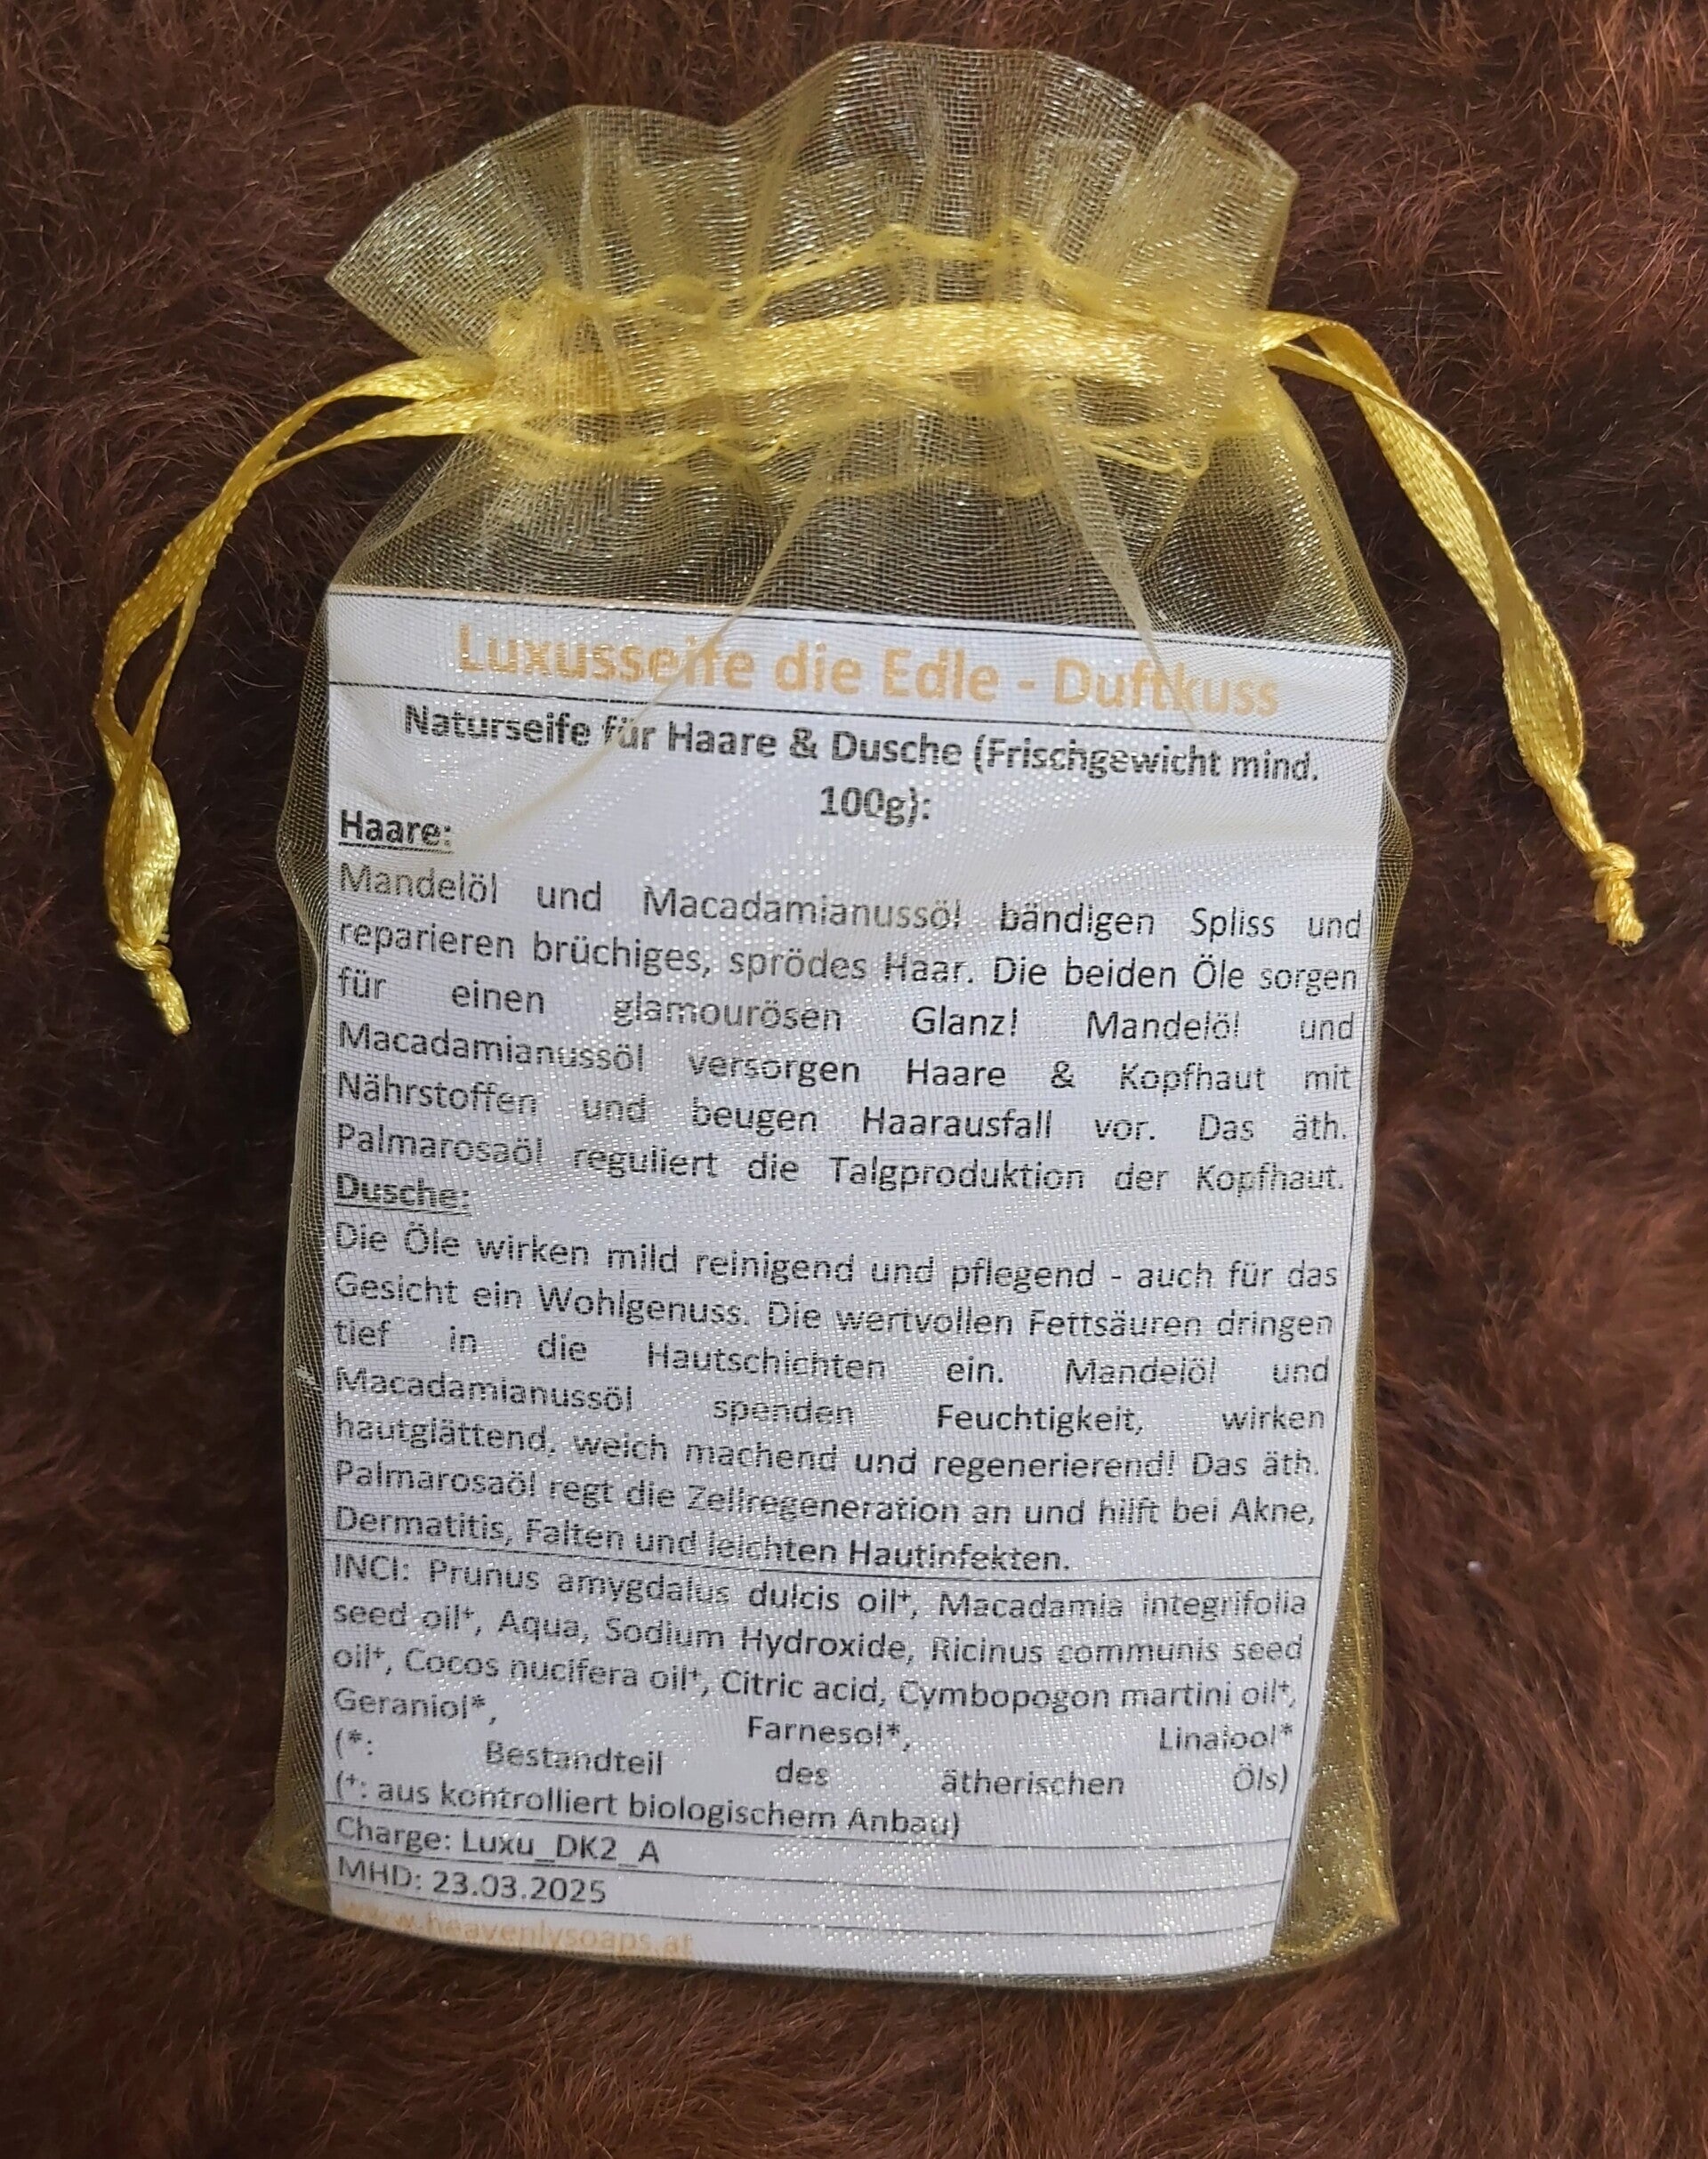 Luxusseife die Edle - Duftkuss
Naturseife für Haare & Dusche (Frischgewicht mind.
100g):
Haare:
Mandelöl und Macadamianussöl bändigen Spliss und
reparieren brüchiges, sprödes Haar. Die beiden Öle sorgen
für einen glamourösen Glanz! Mandelöl und
Macadamianussöl versorgen Haare & Kopfhaut mit
Nährstoffen und beugen Haarausfall vor. Das äth.
Palmarosaöl reguliert die Talgproduktion der Kopfhaut.
Dusche:
Die Öle wirken mild reinigend und pflegend - auch für das
Gesicht ein Wohlgenuss. Die wertvollen Fettsäuren dringen
tief in die Hautschichten ein. Mandelöl und
Macadamianussöl spenden Feuchtigkeit, wirken
hautglättend, weich machend und regenerierend! Das äth.
Palmarosaöl regt die Zellregeneration an und hilft bei Akne,
Dermatitis, Falten und leichten Hautinfekten.
INCI: Prunus amygdalus dulcis oil⁺, Macadamia integrifolia
seed oil⁺, Aqua, Sodium Hydroxide, Ricinus communis seed
oil⁺, Cocos nucifera oil⁺, Citric acid, Cymbopogon martini oil⁺,
Geraniol*, Farnesol*, Linalool*
(*: Bestandteil des ätherischen Öls)
(⁺: aus kontrolliert biologischem Anbau)
Charge: Luxu_DK2_A
MHD: 23.03.2025
www.heavenlysoaps.at